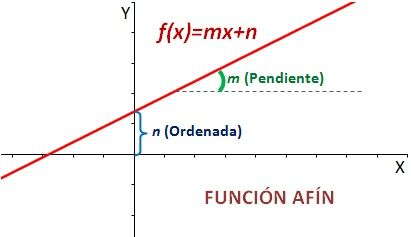 Y
f(x)=mx+n
m (Pendiente)
n (Ordenada)
X
FUNCIÓN AFÍN